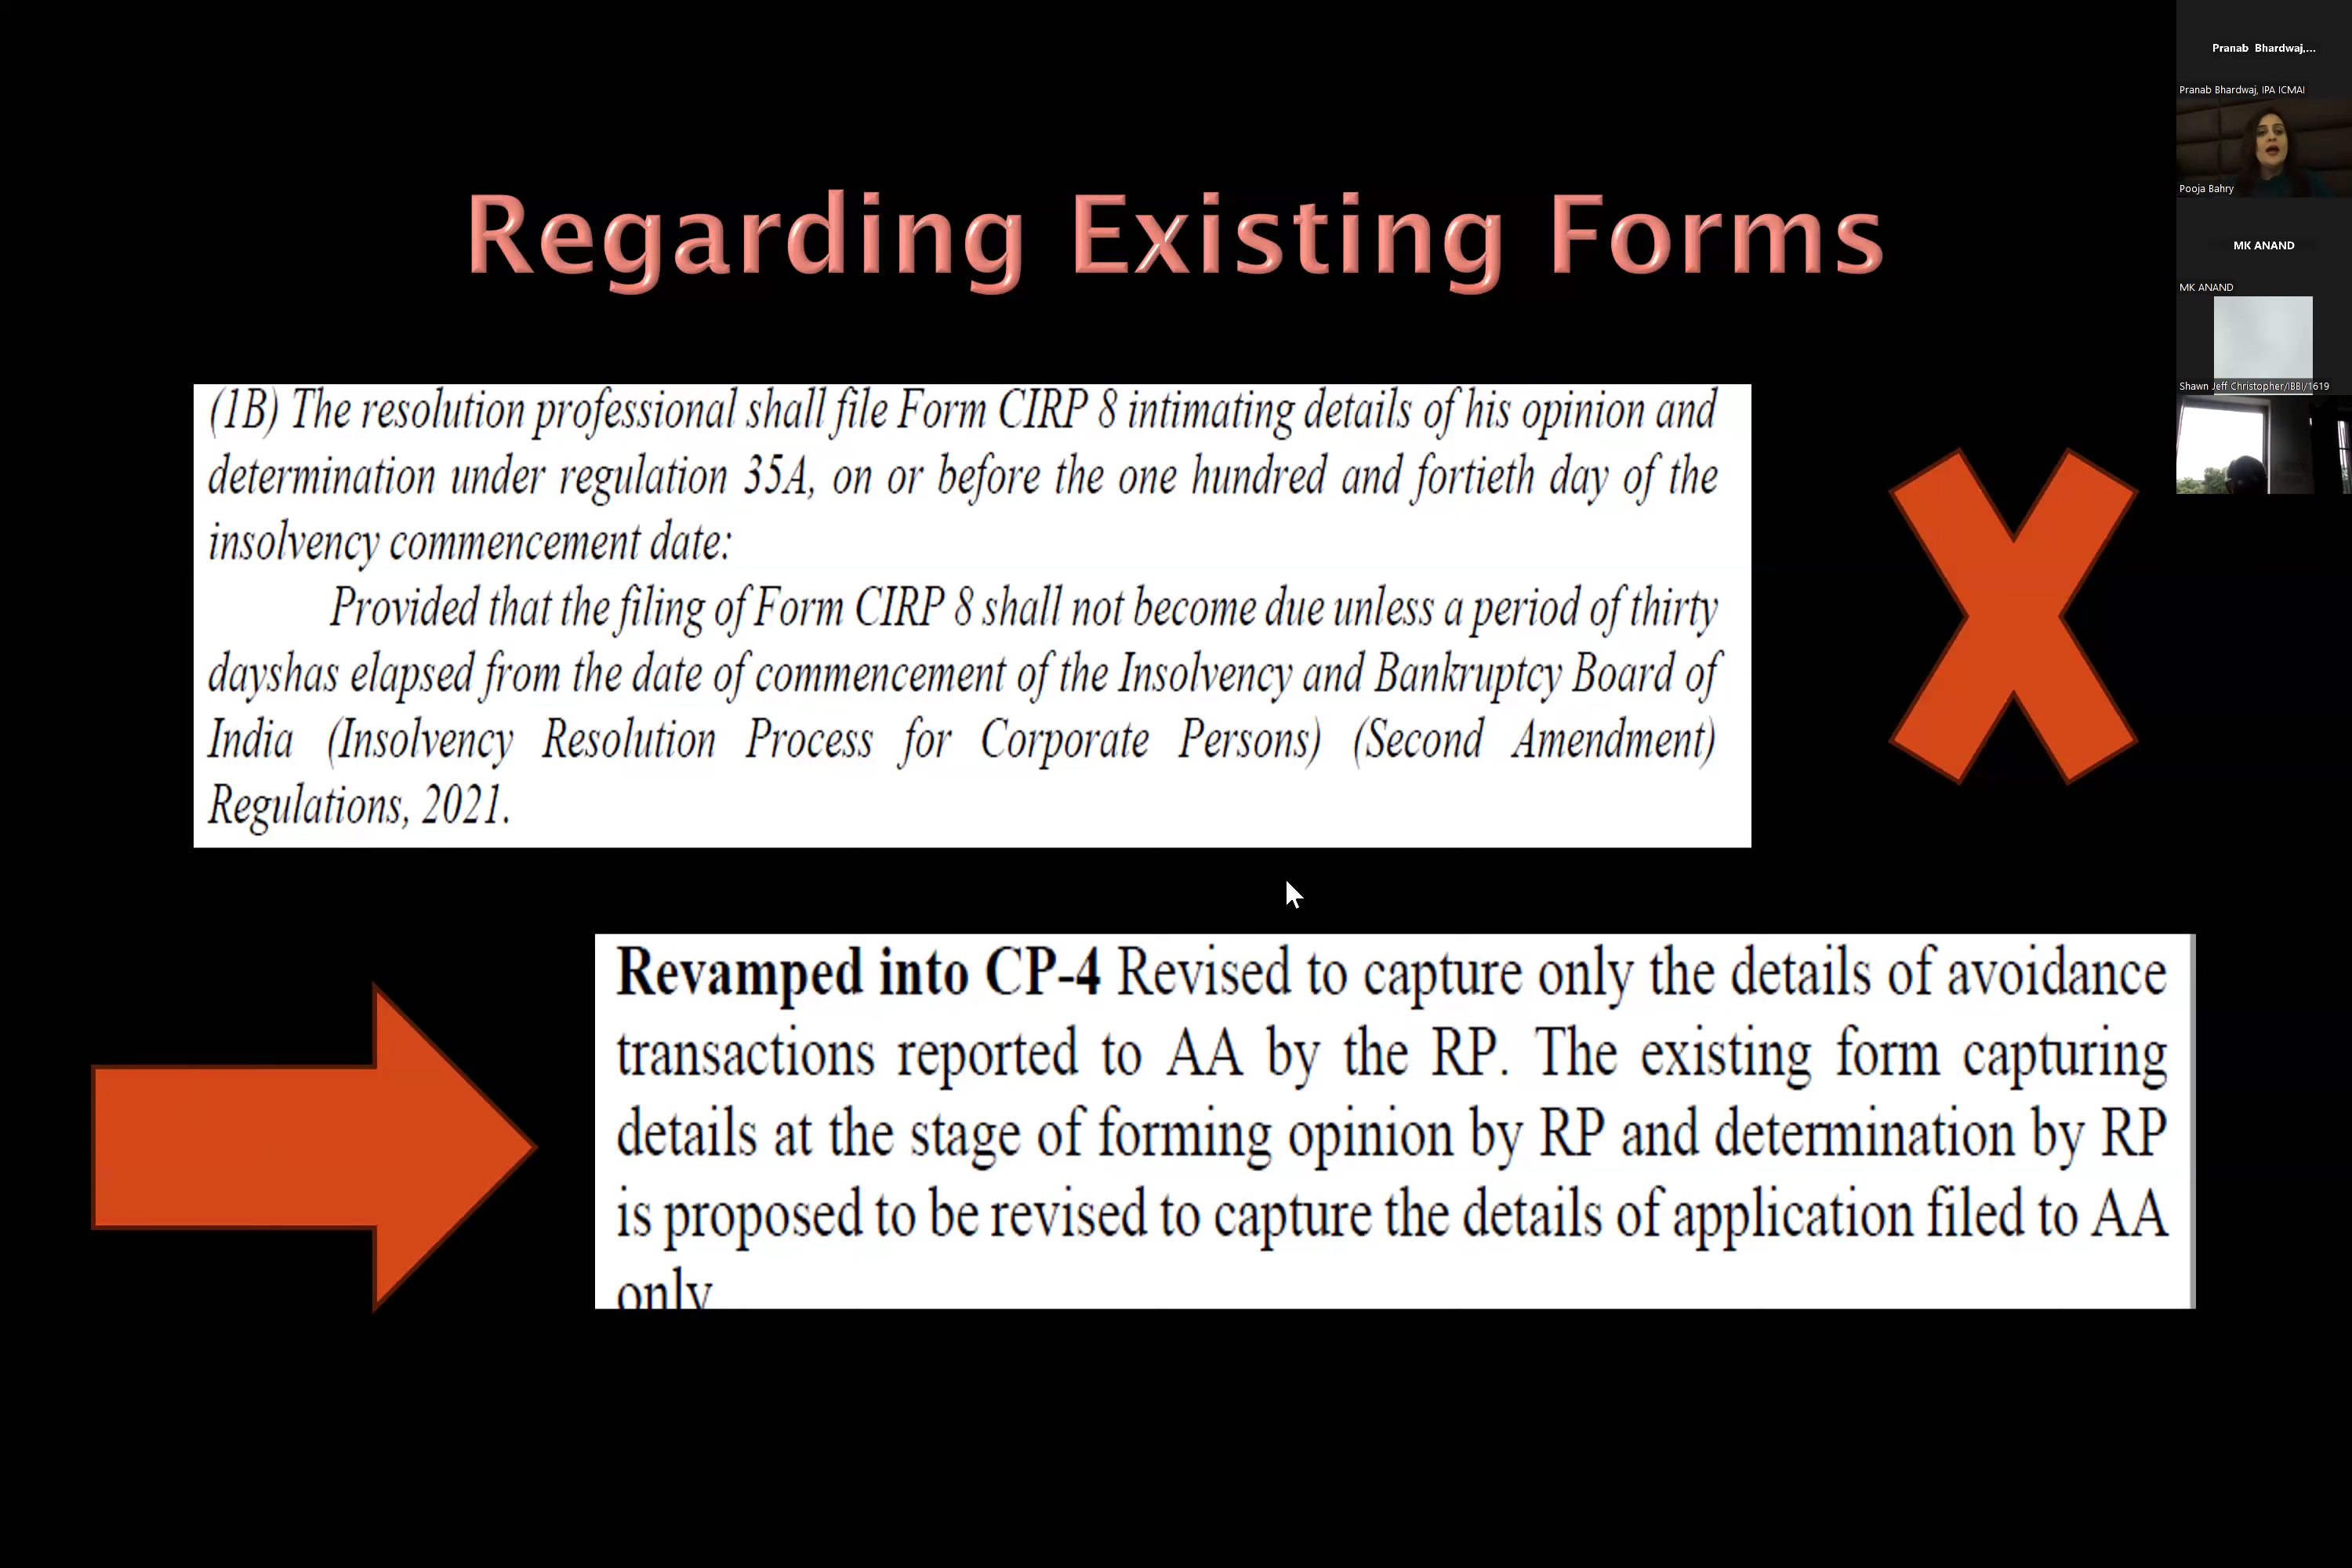 Regarding Existing Forms
(1B) The resolution professional shall file Form CIRP 8 intimating details of his opinion and
determination under regulation 35A, on or before the one hundred and fortieth day of the
insolvency commencement date:
Provided that the filing of Form CIRP 8 shall not become due unless a period of thirty
dayshas elapsed from the date of commencement of the Insolvency and Bankruptcy Board of
India (Insolvency Resolution Process for Corporate Persons) (Second Amendment)
Regulations, 2021.
Revamped into CP-4 Revised to capture only the details of avoidance
transactions reported to AA by the RP. The existing form capturing
details at the stage of forming opinion by RP and determination by RP
is proposed to be revised to capture the details of application filed to AA
only
Pranab Bhardwaj,...
Pranab Bhardwaj, IPA ICMAI
Pooja Bahry
MK ANAND
MK ANAND
Shawn Jeff Christopher/IBBI/1619